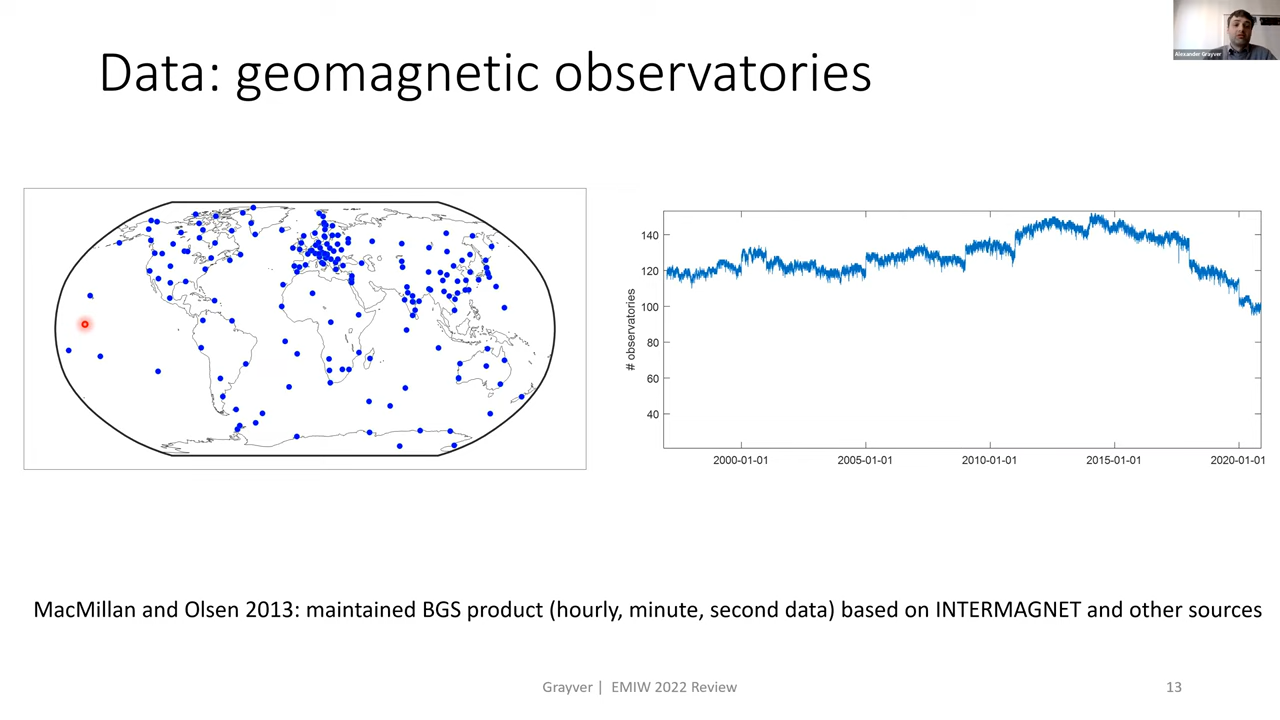 Data: geomagnetic observatories
Alexander Grayver
# observatories
140
120
100
80
60
40
2000-01-01
2005-01-01
2010-01-01
2015-01-01
2020-01-01
MacMillan and Olsen 2013: maintained BGS product (hourly, minute, second data) based on INTERMAGNET and other sources
Grayver | EMIW 2022 Review
13